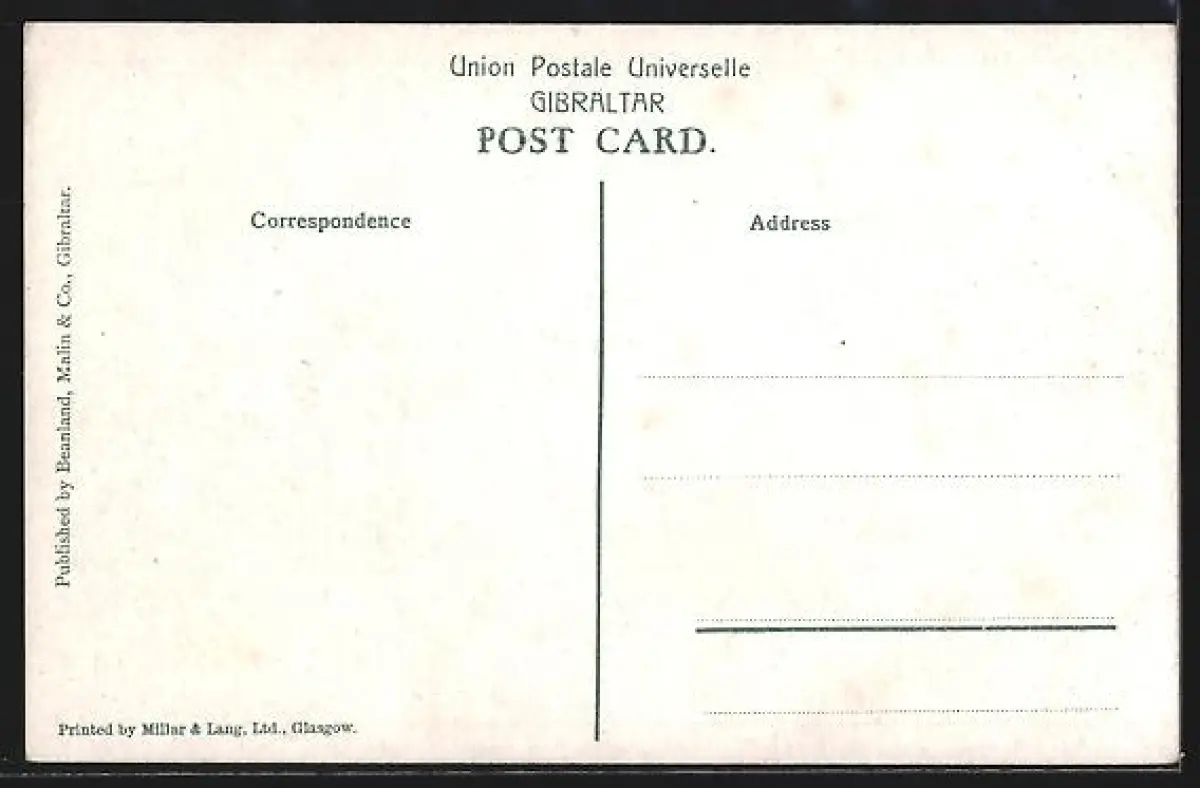 Union Postale Universelle
GIBRALTAR
POST CARD.
Correspondence
Address
Published by Beanland, Malin & Co., Gibraltar.
Printed by Millar & Lang, Ltd., Glasgow.